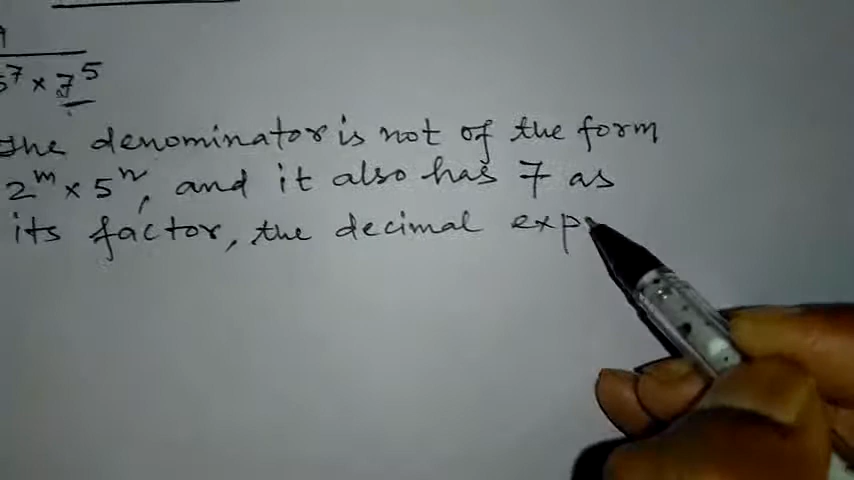 5⁷ × 7⁵
The denominator is not of the form
2ᵐ × 5ⁿ, and it also has 7 as
its factor, the decimal exp